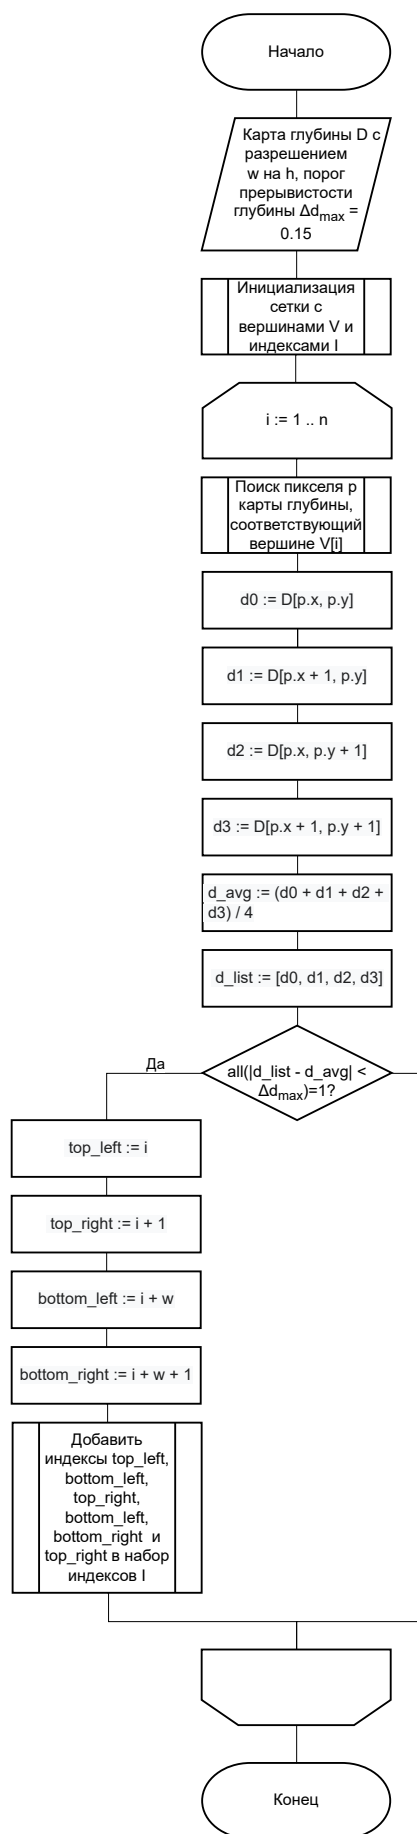 Начало
Карта глубины D с
разрешением
w на h, порог
прерывистости
глубины Δd_max =
0.15
Инициализация
сетки с
вершинами V и
индексами I
i := 1 .. n
Поиск пикселя p
карты глубины,
соответствующий
вершине V[i]
d0 := D[p.x, p.y]
d1 := D[p.x + 1, p.y]
d2 := D[p.x, p.y + 1]
d3 := D[p.x + 1, p.y + 1]
d_avg := (d0 + d1 + d2 +
d3) / 4
d_list := [d0, d1, d2, d3]
all(|d_list - d_avg| <
Δd_max)=1?
Да
top_left := i
top_right := i + 1
bottom_left := i + w
bottom_right := i + w + 1
Добавить
индексы top_left,
bottom_left,
top_right,
bottom_left,
bottom_right и
top_right в набор
индексов I
Конец